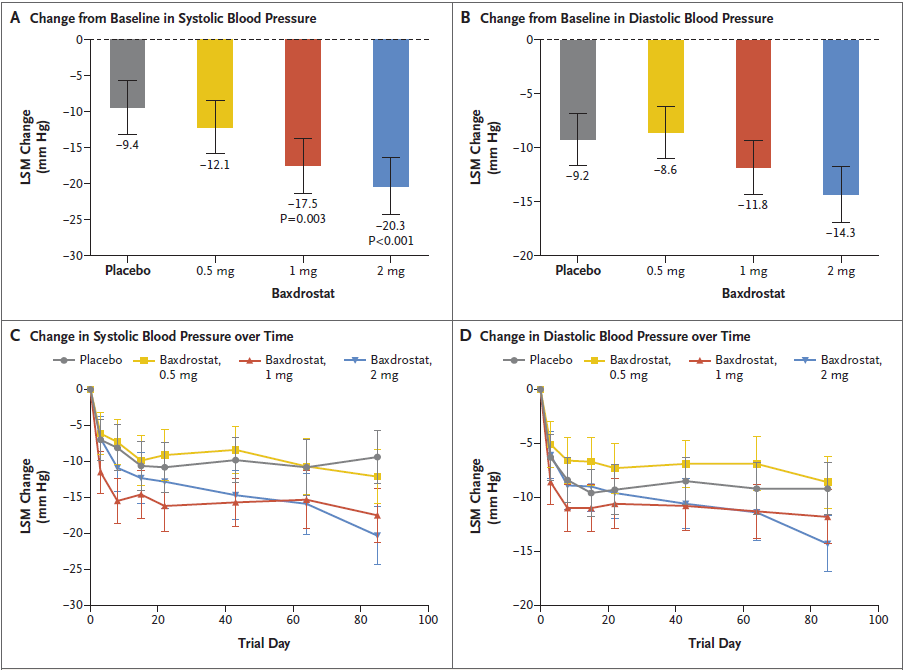 A Change from Baseline in Systolic Blood Pressure
LSM Change
(mm Hg)
0
−5
−10
−15
−20
−25
−30
−9.4
−12.1
−17.5
P=0.003
−20.3
P<0.001
Placebo 0.5 mg 1 mg 2 mg
Baxdrostat
B Change from Baseline in Diastolic Blood Pressure
LSM Change
(mm Hg)
0
−5
−10
−15
−20
−9.2
−8.6
−11.8
−14.3
Placebo 0.5 mg 1 mg 2 mg
Baxdrostat
C Change in Systolic Blood Pressure over Time
Placebo Baxdrostat, Baxdrostat, Baxdrostat,
0.5 mg 1 mg 2 mg
LSM Change
(mm Hg)
0
−5
−10
−15
−20
−25
−30
0 20 40 60 80 100
Trial Day
D Change in Diastolic Blood Pressure over Time
Placebo Baxdrostat, Baxdrostat, Baxdrostat,
0.5 mg 1 mg 2 mg
LSM Change
(mm Hg)
0
−5
−10
−15
−20
0 20 40 60 80 100
Trial Day